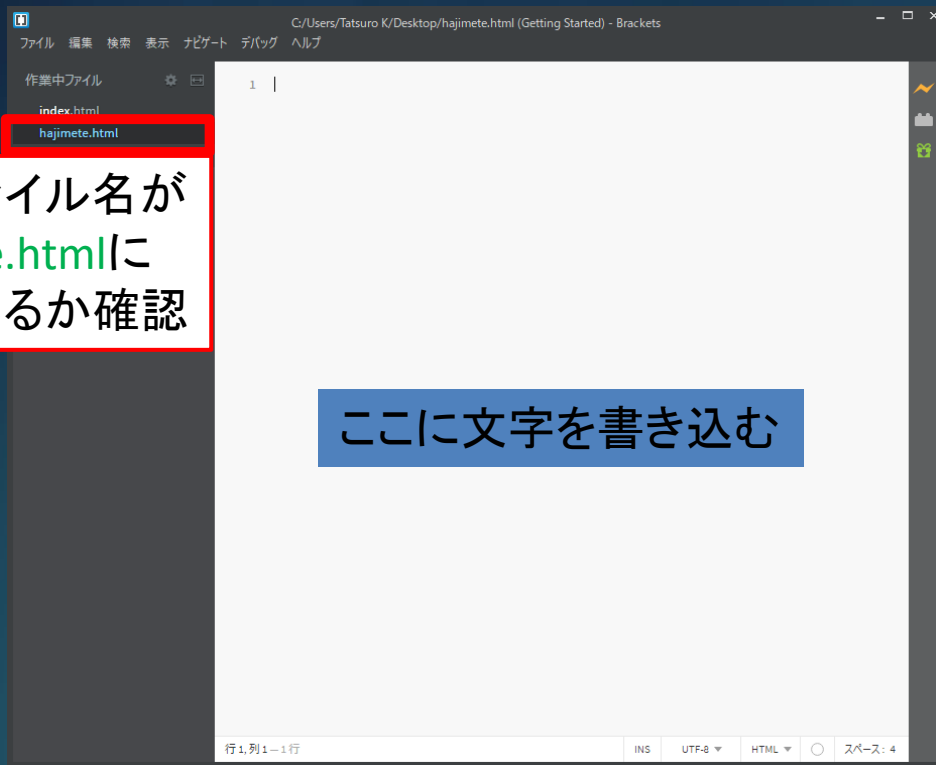 C:/Users/Tatsuro K/Desktop/hajimete.html (Getting Started) - Brackets
ファイル 編集 検索 表示 ナビゲート デバッグ ヘルプ
作業中ファイル
index.html
hajimete.html
1
イル名が
.htmlに
るか確認
ここに文字を書き込む
行 1, 列 1 — 1 行
INS UTF-8 HTML スペース: 4